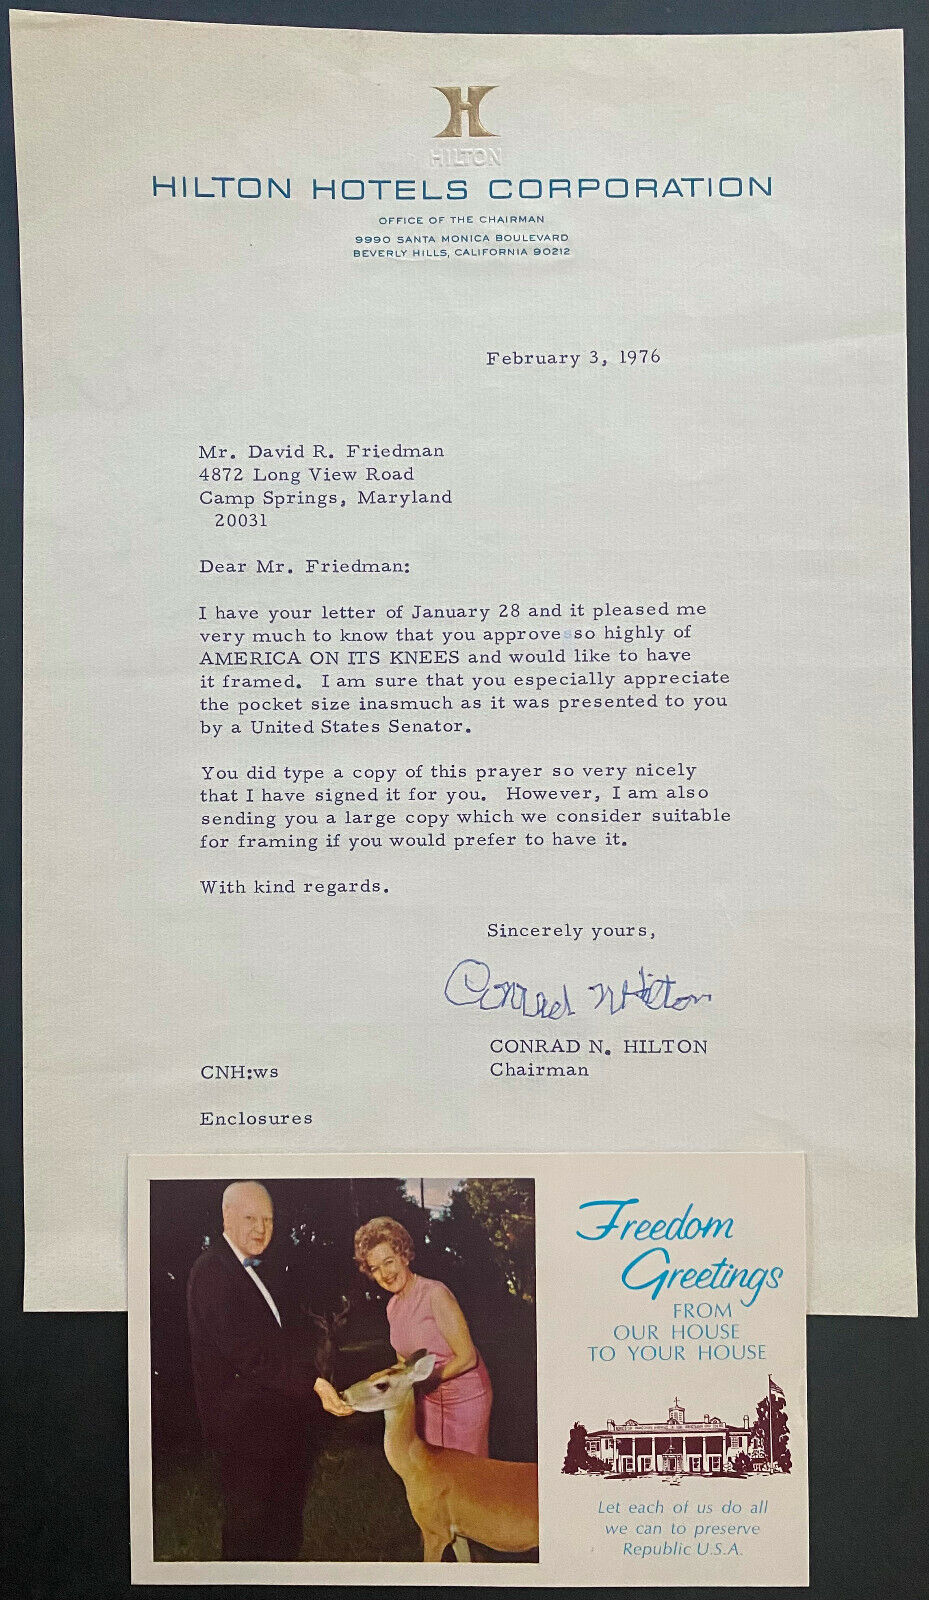 H
HILTON
HILTON HOTELS CORPORATION
OFFICE OF THE CHAIRMAN
9990 SANTA MONICA BOULEVARD
BEVERLY HILLS, CALIFORNIA 90212
February 3, 1976
Mr. David R. Friedman
4872 Long View Road
Camp Springs, Maryland
20031
Dear Mr. Friedman:
I have your letter of January 28 and it pleased me
very much to know that you approve so highly of
AMERICA ON ITS KNEES and would like to have
it framed. I am sure that you especially appreciate
the pocket size inasmuch as it was presented to you
by a United States Senator.
You did type a copy of this prayer so very nicely
that I have signed it for you. However, I am also
sending you a large copy which we consider suitable
for framing if you would prefer to have it.
With kind regards.
Sincerely yours,
Conrad N Hilton
CONRAD N. HILTON
Chairman
CNH:ws
Enclosures
Freedom
Greetings
FROM
OUR HOUSE
TO YOUR HOUSE
Let each of us do all
we can to preserve
Republic U.S.A.